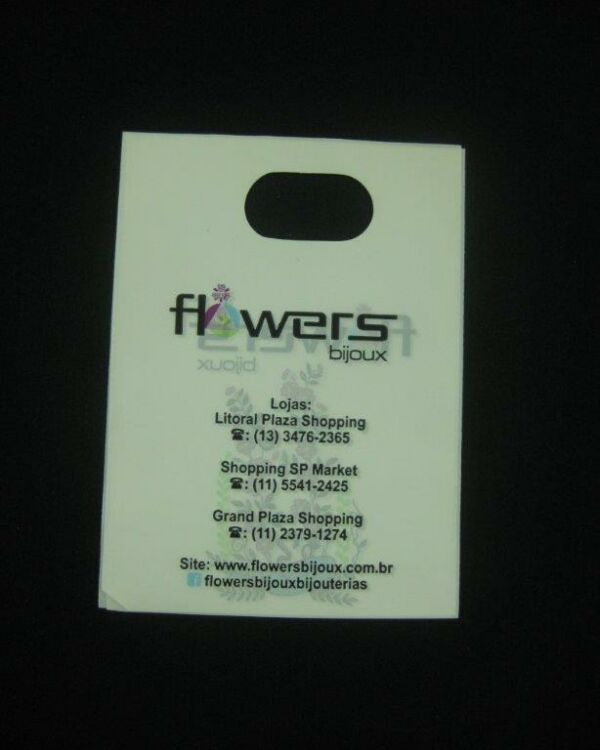 flowers
bijoux
Lojas:
Litoral Plaza Shopping
☎: (13) 3476-2365
Shopping SP Market
☎: (11) 5541-2425
Grand Plaza Shopping
☎: (11) 2379-1274
Site: www.flowersbijoux.com.br
f flowersbijouxbijouterias